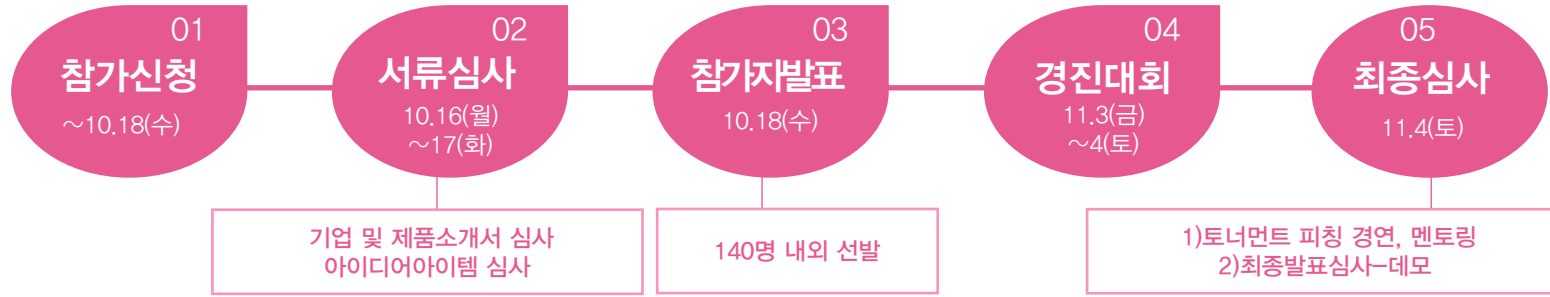 01
참가신청
~10.18(수)
02
서류심사
10.16(월)
~17(화)
03
참가자발표
10.18(수)
04
경진대회
11.3(금)
~4(토)
05
최종심사
11.4(토)
기업 및 제품소개서 심사
아이디어아이템 심사
140명 내외 선발
1)토너먼트 피칭 경연, 멘토링
2)최종발표심사-데모